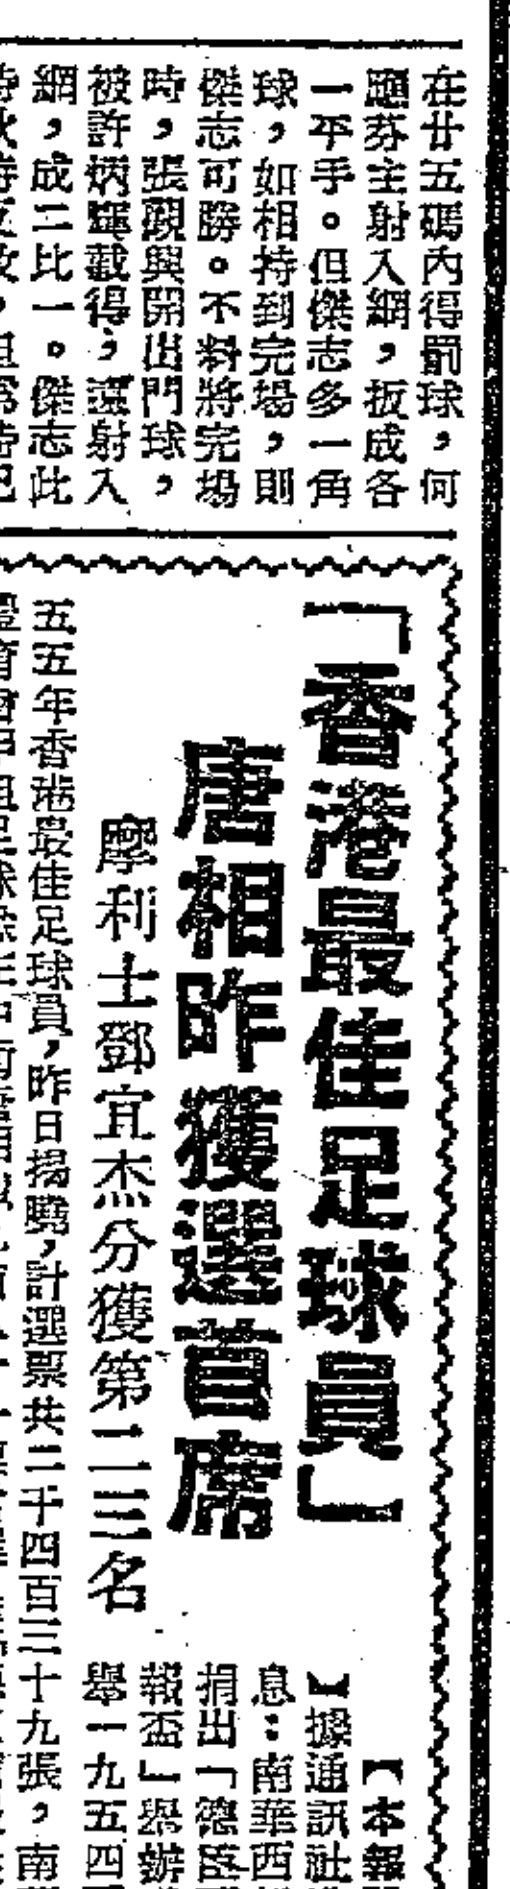 在廿五碼內得罰球，何
應芬主射入網，扳成各
一平手。但傑志多一角
球，如相持到完場，則
傑志可勝。不料將完場
時，張觀興開出門球，
被許炳輝截得，遠射入
網，成二比一。傑志此
「香港最佳足球員」
唐相昨獲選首席
摩利士鄧宜杰分獲第二三名
【本報
】據通訊社
息：南華西
捐出「德臣
報盃」舉辦
舉一九五四
五五年香港最佳足球員，昨日揭曉，計選票共二千四百三十九張，南